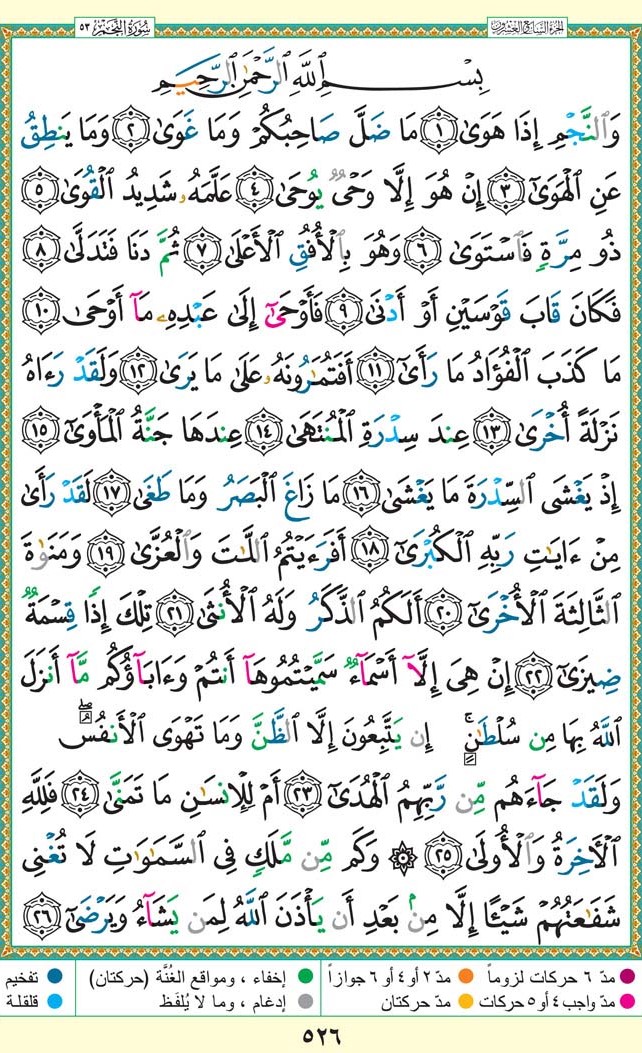 الجزء السابع والعشرون
سورة النجم ٥٣
بِسْمِ ٱللَّهِ ٱلرَّحْمَٰنِ ٱلرَّحِيمِ
وَٱلنَّجْمِ إِذَا هَوَىٰ ١ مَا ضَلَّ صَاحِبُكُمْ وَمَا غَوَىٰ ٢ وَمَا يَنطِقُ
عَنِ ٱلْهَوَىٰٓ ٣ إِنْ هُوَ إِلَّا وَحْىٌ يُوحَىٰ ٤ عَلَّمَهُۥ شَدِيدُ ٱلْقُوَىٰ ٥
ذُو مِرَّةٍ فَٱسْتَوَىٰ ٦ وَهُوَ بِٱلْأُفُقِ ٱلْأَعْلَىٰ ٧ ثُمَّ دَنَا فَتَدَلَّىٰ ٨
فَكَانَ قَابَ قَوْسَيْنِ أَوْ أَدْنَىٰ ٩ فَأَوْحَىٰٓ إِلَىٰ عَبْدِهِۦ مَآ أَوْحَىٰ ١٠
مَا كَذَبَ ٱلْفُؤَادُ مَا رَأَىٰٓ ١١ أَفَتُمَٰرُونَهُۥ عَلَىٰ مَا يَرَىٰ ١٢ وَلَقَدْ رَءَاهُ
نَزْلَةً أُخْرَىٰ ١٣ عِندَ سِدْرَةِ ٱلْمُنتَهَىٰ ١٤ عِندَهَا جَنَّةُ ٱلْمَأْوَىٰٓ ١٥
إِذْ يَغْشَى ٱلسِّدْرَةَ مَا يَغْشَىٰ ١٦ مَا زَاغَ ٱلْبَصَرُ وَمَا طَغَىٰ ١٧ لَقَدْ رَأَىٰ
مِنْ ءَايَٰتِ رَبِّهِ ٱلْكُبْرَىٰٓ ١٨ أَفَرَءَيْتُمُ ٱللَّٰتَ وَٱلْعُزَّىٰ ١٩ وَمَنَوٰةَ
ٱلثَّالِثَةَ ٱلْأُخْرَىٰٓ ٢٠ أَلَكُمُ ٱلذَّكَرُ وَلَهُ ٱلْأُنثَىٰ ٢١ تِلْكَ إِذًا قِسْمَةٌ
ضِيزَىٰٓ ٢٢ إِنْ هِىَ إِلَّآ أَسْمَآءٌ سَمَّيْتُمُوهَآ أَنتُمْ وَءَابَآؤُكُم مَّآ أَنزَلَ
ٱللَّهُ بِهَا مِن سُلْطَٰنٍ ۚ إِن يَتَّبِعُونَ إِلَّا ٱلظَّنَّ وَمَا تَهْوَى ٱلْأَنفُسُ ۖ
وَلَقَدْ جَآءَهُم مِّن رَّبِّهِمُ ٱلْهُدَىٰٓ ٢٣ أَمْ لِلْإِنسَٰنِ مَا تَمَنَّىٰ ٢٤ فَلِلَّهِ
ٱلْءَاخِرَةُ وَٱلْأُولَىٰ ٢٥ ۞ وَكَم مِّن مَّلَكٍ فِى ٱلسَّمَٰوَٰتِ لَا تُغْنِى
شَفَٰعَتُهُمْ شَيْـًٔا إِلَّا مِنۢ بَعْدِ أَن يَأْذَنَ ٱللَّهُ لِمَن يَشَآءُ وَيَرْضَىٰٓ ٢٦
مدّ ٦ حركات لزوماً مدّ ٢ أو ٤ أو ٦ جوازاً إخفاء ، ومواقع الغُنَّة (حركتان) تفخيم
مدّ واجب ٤ أو ٥ حركات مدّ حركتان إدغام ، وما لا يُلفَظ قلقلة
٥٢٦